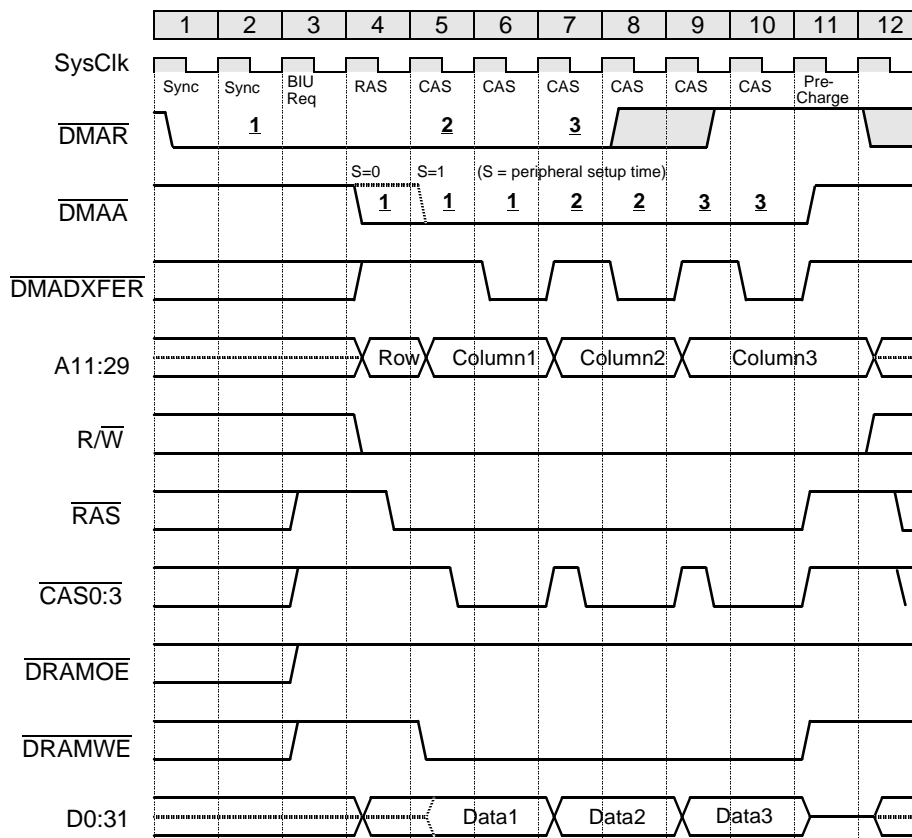 1 2 3 4 5 6 7 8 9 10 11 12
SysClk
Sync Sync BIU Req RAS CAS CAS CAS CAS CAS CAS Pre-Charge
DMAR 1 2 3
S=0 S=1 (S = peripheral setup time)
DMAA 1 1 1 2 2 3 3
DMADXFER
A11:29 Row Column1 Column2 Column3
R/W
RAS
CAS0:3
DRAMOE
DRAMWE
D0:31 Data1 Data2 Data3